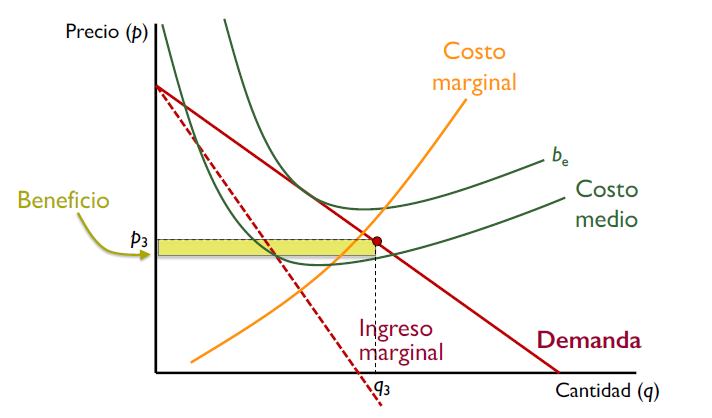 Precio (p)
Costo
marginal
bₑ
Costo
medio
Beneficio
p₃
Ingreso
marginal
Demanda
q₃
Cantidad (q)